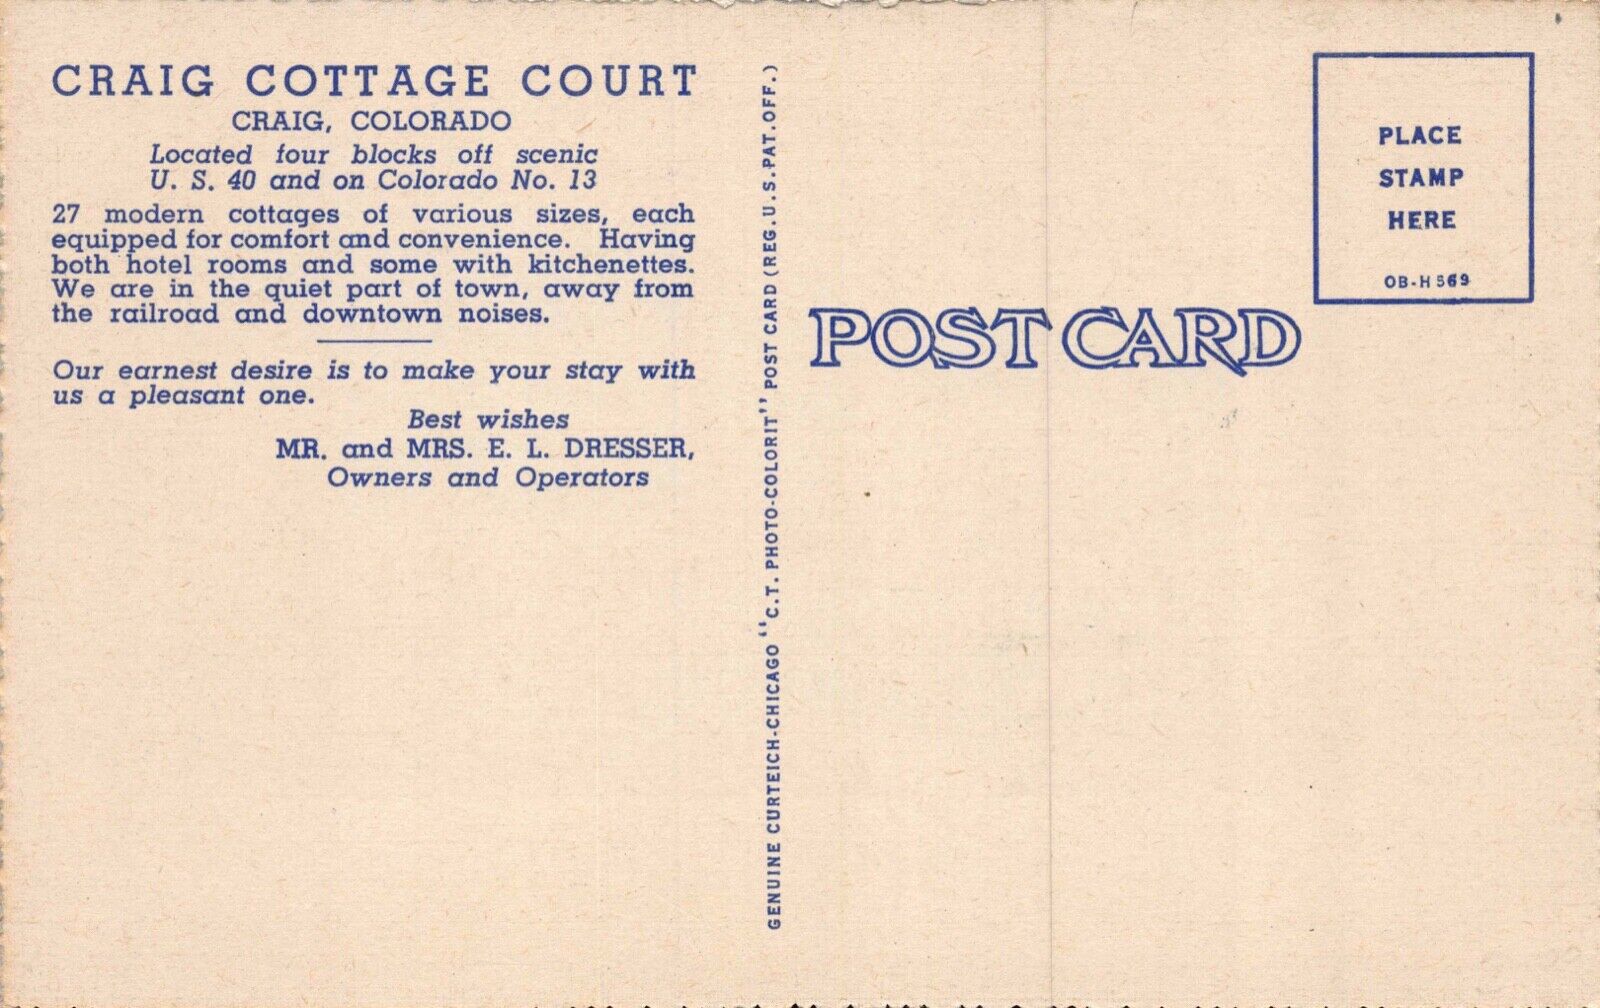 CRAIG COTTAGE COURT
CRAIG, COLORADO
Located four blocks off scenic
U. S. 40 and on Colorado No. 13
27 modern cottages of various sizes, each
equipped for comfort and convenience. Having
both hotel rooms and some with kitchenettes.
We are in the quiet part of town, away from
the railroad and downtown noises.
Our earnest desire is to make your stay with
us a pleasant one.
Best wishes
MR. and MRS. E. L. DRESSER,
Owners and Operators
GENUINE CURTEICH-CHICAGO "C.T. PHOTO-COLORIT" POST CARD (REG. U.S. PAT. OFF.)
POST CARD
PLACE
STAMP
HERE
OB-H569